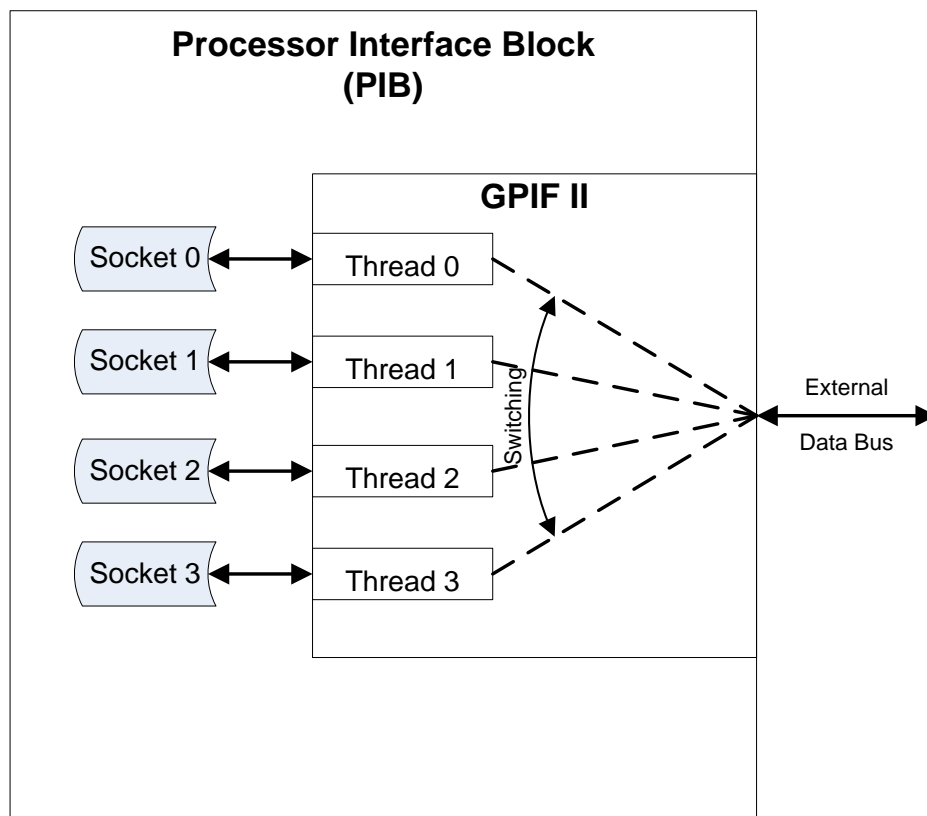 Processor Interface Block
(PIB)
GPIF II
Socket 0
Thread 0
Socket 1
Thread 1
Switching
External
Data Bus
Socket 2
Thread 2
Socket 3
Thread 3